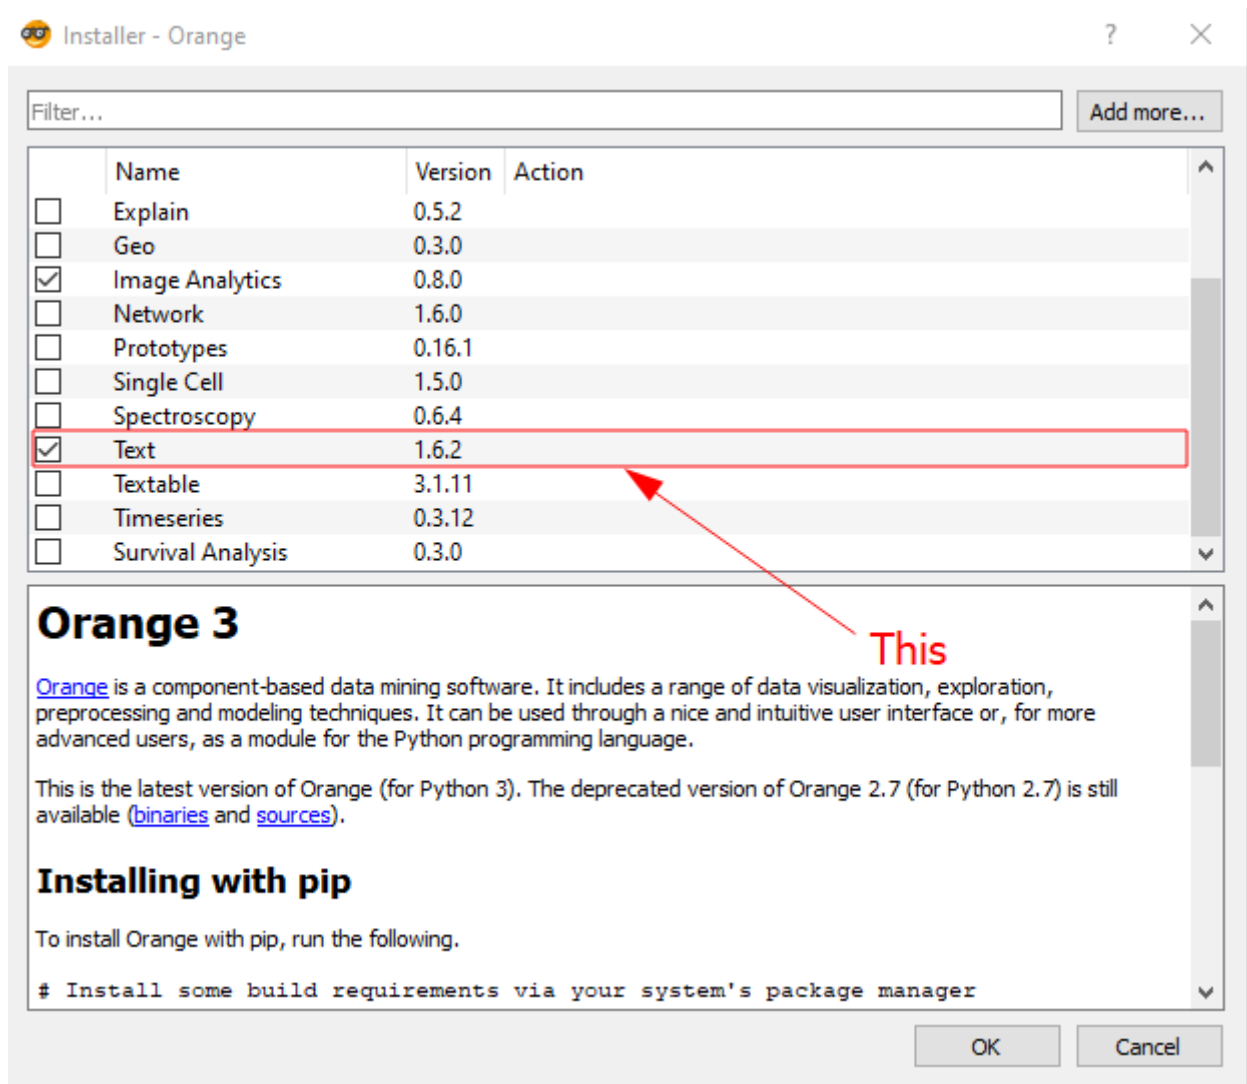 Installer - Orange
?
Filter...
Add more...
Name Version Action
Explain 0.5.2
Geo 0.3.0
Image Analytics 0.8.0
Network 1.6.0
Prototypes 0.16.1
Single Cell 1.5.0
Spectroscopy 0.6.4
Text 1.6.2
Textable 3.1.11
Timeseries 0.3.12
Survival Analysis 0.3.0
This
Orange 3
Orange is a component-based data mining software. It includes a range of data visualization, exploration,
preprocessing and modeling techniques. It can be used through a nice and intuitive user interface or, for more
advanced users, as a module for the Python programming language.
This is the latest version of Orange (for Python 3). The deprecated version of Orange 2.7 (for Python 2.7) is still
available (binaries and sources).
Installing with pip
To install Orange with pip, run the following.
# Install some build requirements via your system's package manager
OK Cancel